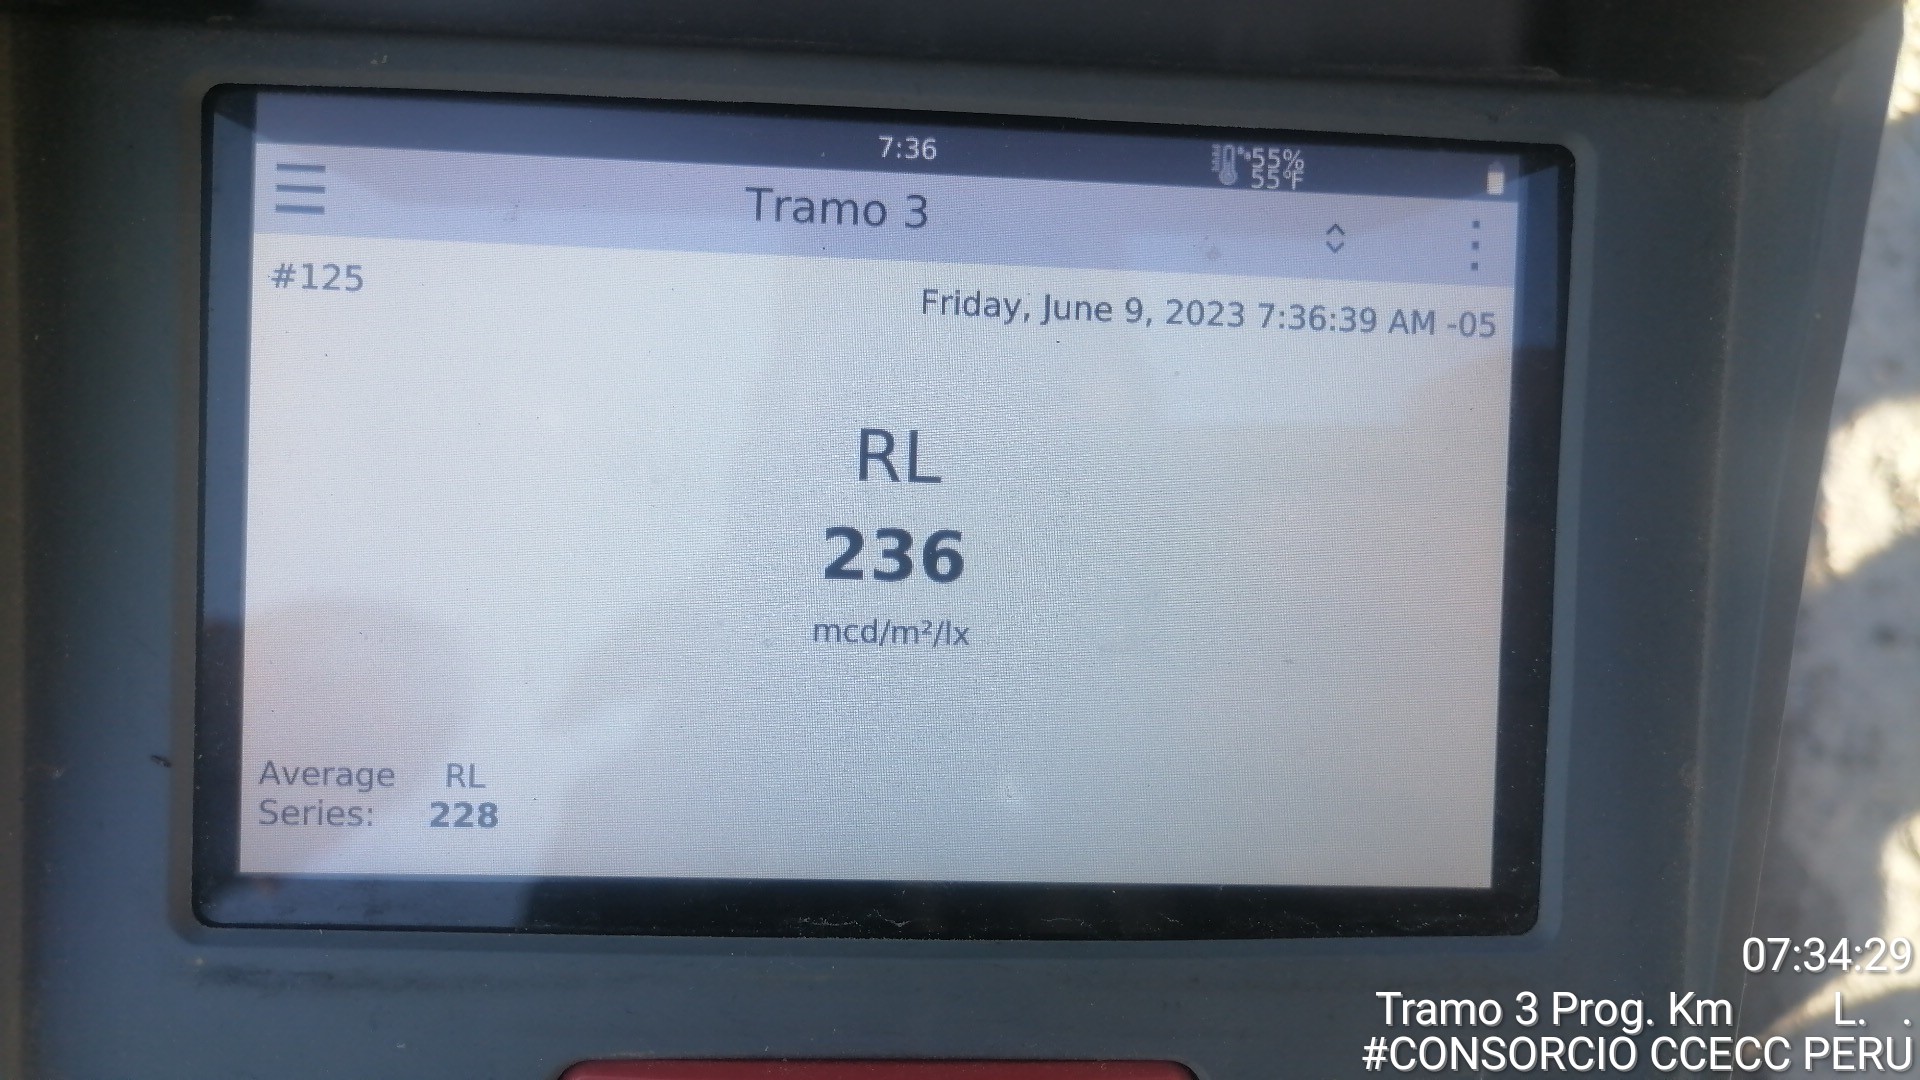 7:36
55%
55°F
Tramo 3
#125
Friday, June 9, 2023 7:36:39 AM -05
RL
236
mcd/m²/lx
Average RL
Series: 228
07:34:29
Tramo 3 Prog. Km L. .
#CONSORCIO CCECC PERU